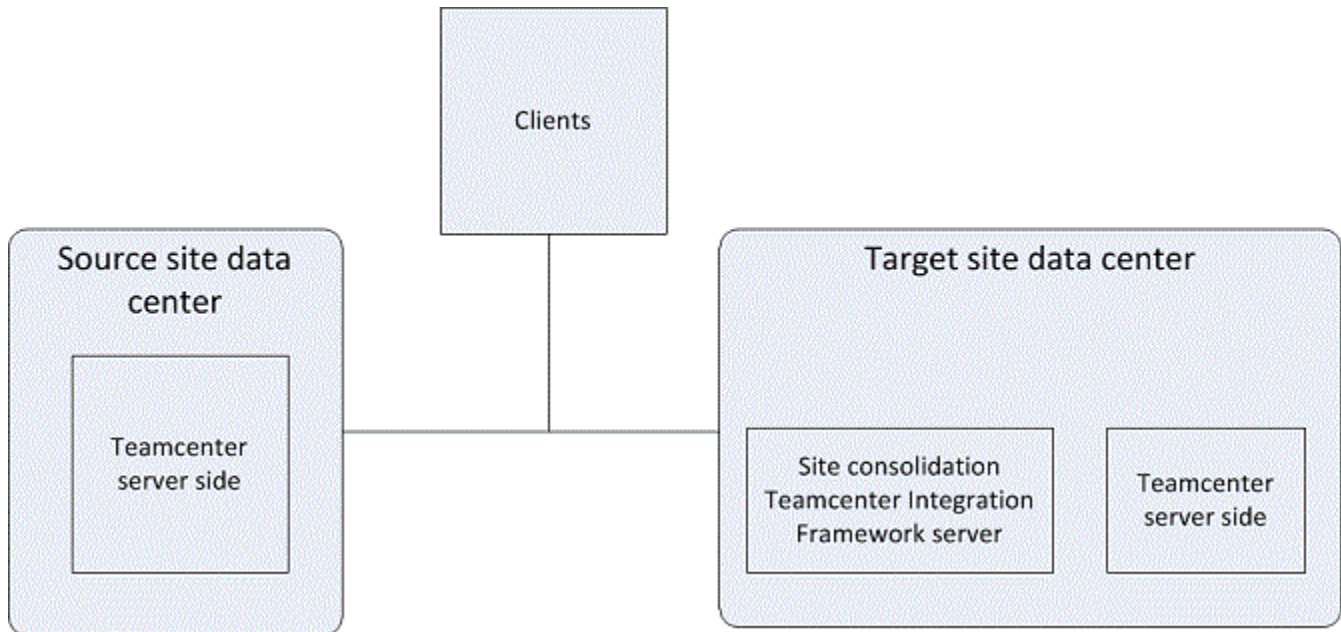 Clients
Source site data
center
Teamcenter
server side
Target site data center
Site consolidation
Teamcenter Integration
Framework server
Teamcenter
server side